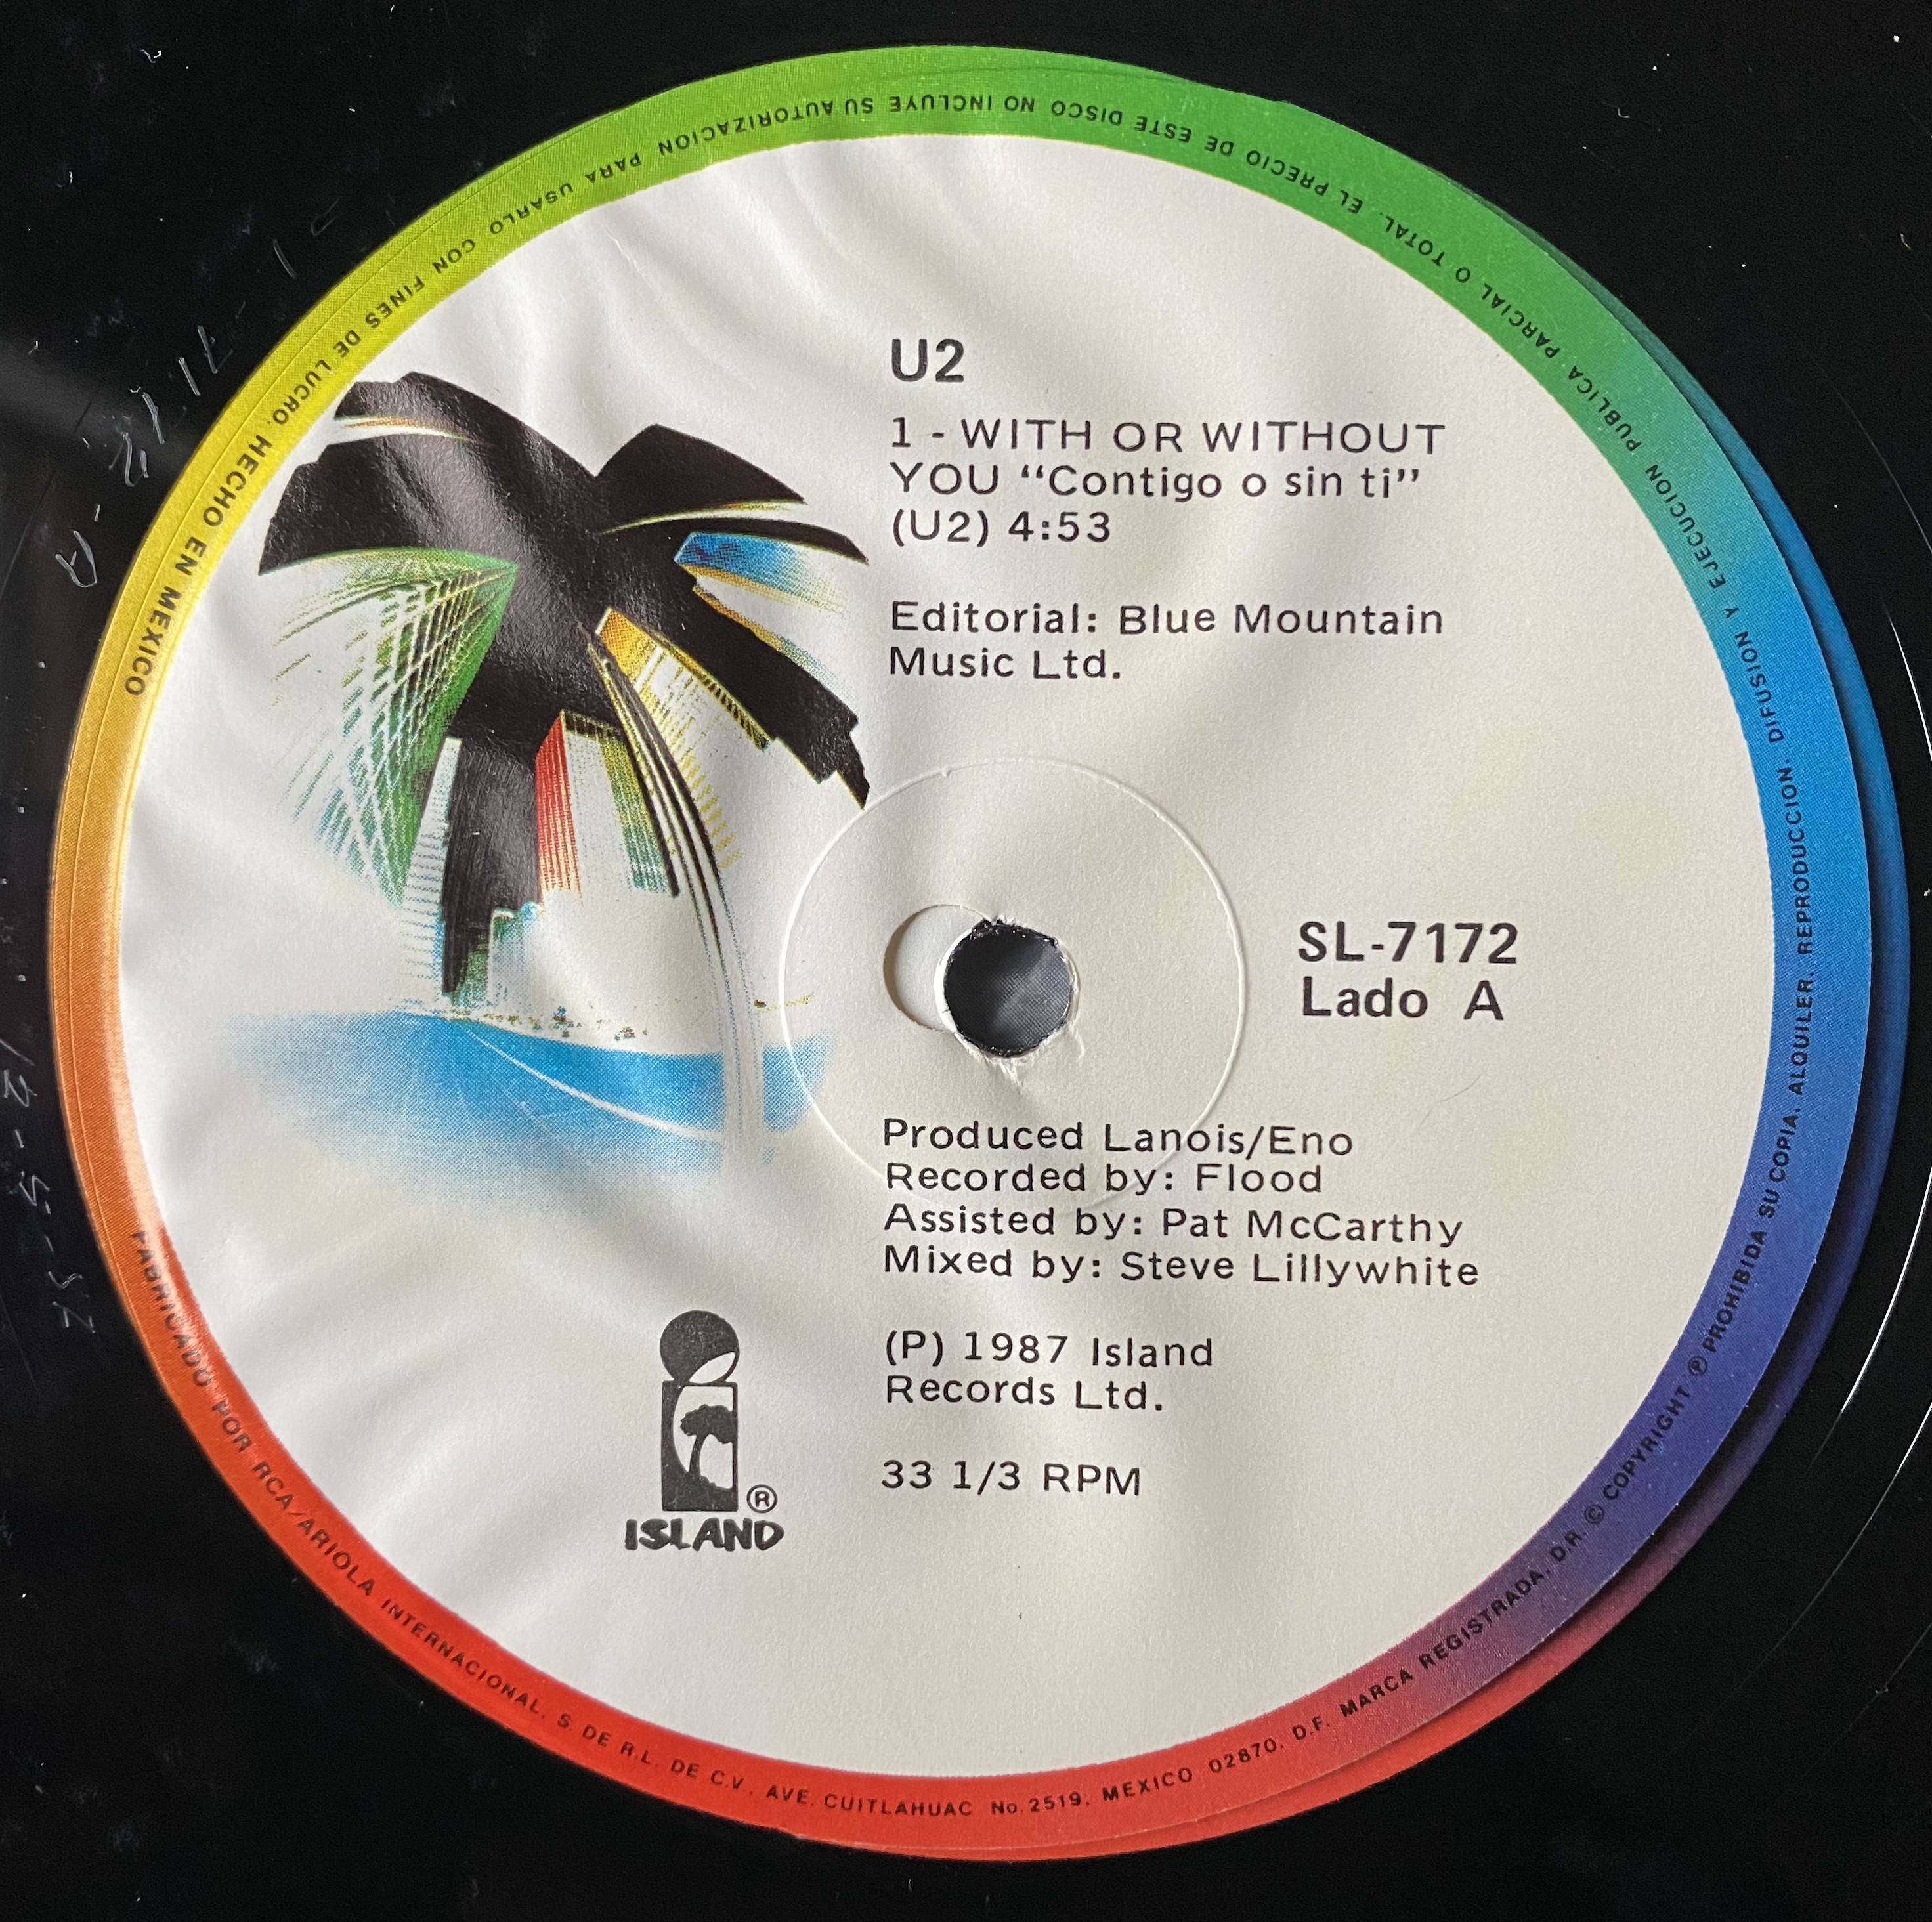 U2
1 - WITH OR WITHOUT
YOU “Contigo o sin ti”
(U2) 4:53
Editorial: Blue Mountain
Music Ltd.
SL-7172
Lado A
Produced Lanois/Eno
Recorded by: Flood
Assisted by: Pat McCarthy
Mixed by: Steve Lillywhite
(P) 1987 Island
Records Ltd.
33 1/3 RPM
®
ISLAND
FABRICADO POR RCA/ARIOLA INTERNACIONAL, S. DE R.L. DE C.V. AVE. CUITLAHUAC No. 2519, MEXICO 02870, D.F. MARCA REGISTRADA. D.R. © COPYRIGHT ℗ PROHIBIDA SU COPIA, ALQUILER, REPRODUCCION, DIFUSION Y EJECUCION PUBLICA PARCIAL O TOTAL. EL PRECIO DE ESTE DISCO NO INCLUYE SU AUTORIZACION PARA USARLO CON FINES DE LUCRO. HECHO EN MEXICO